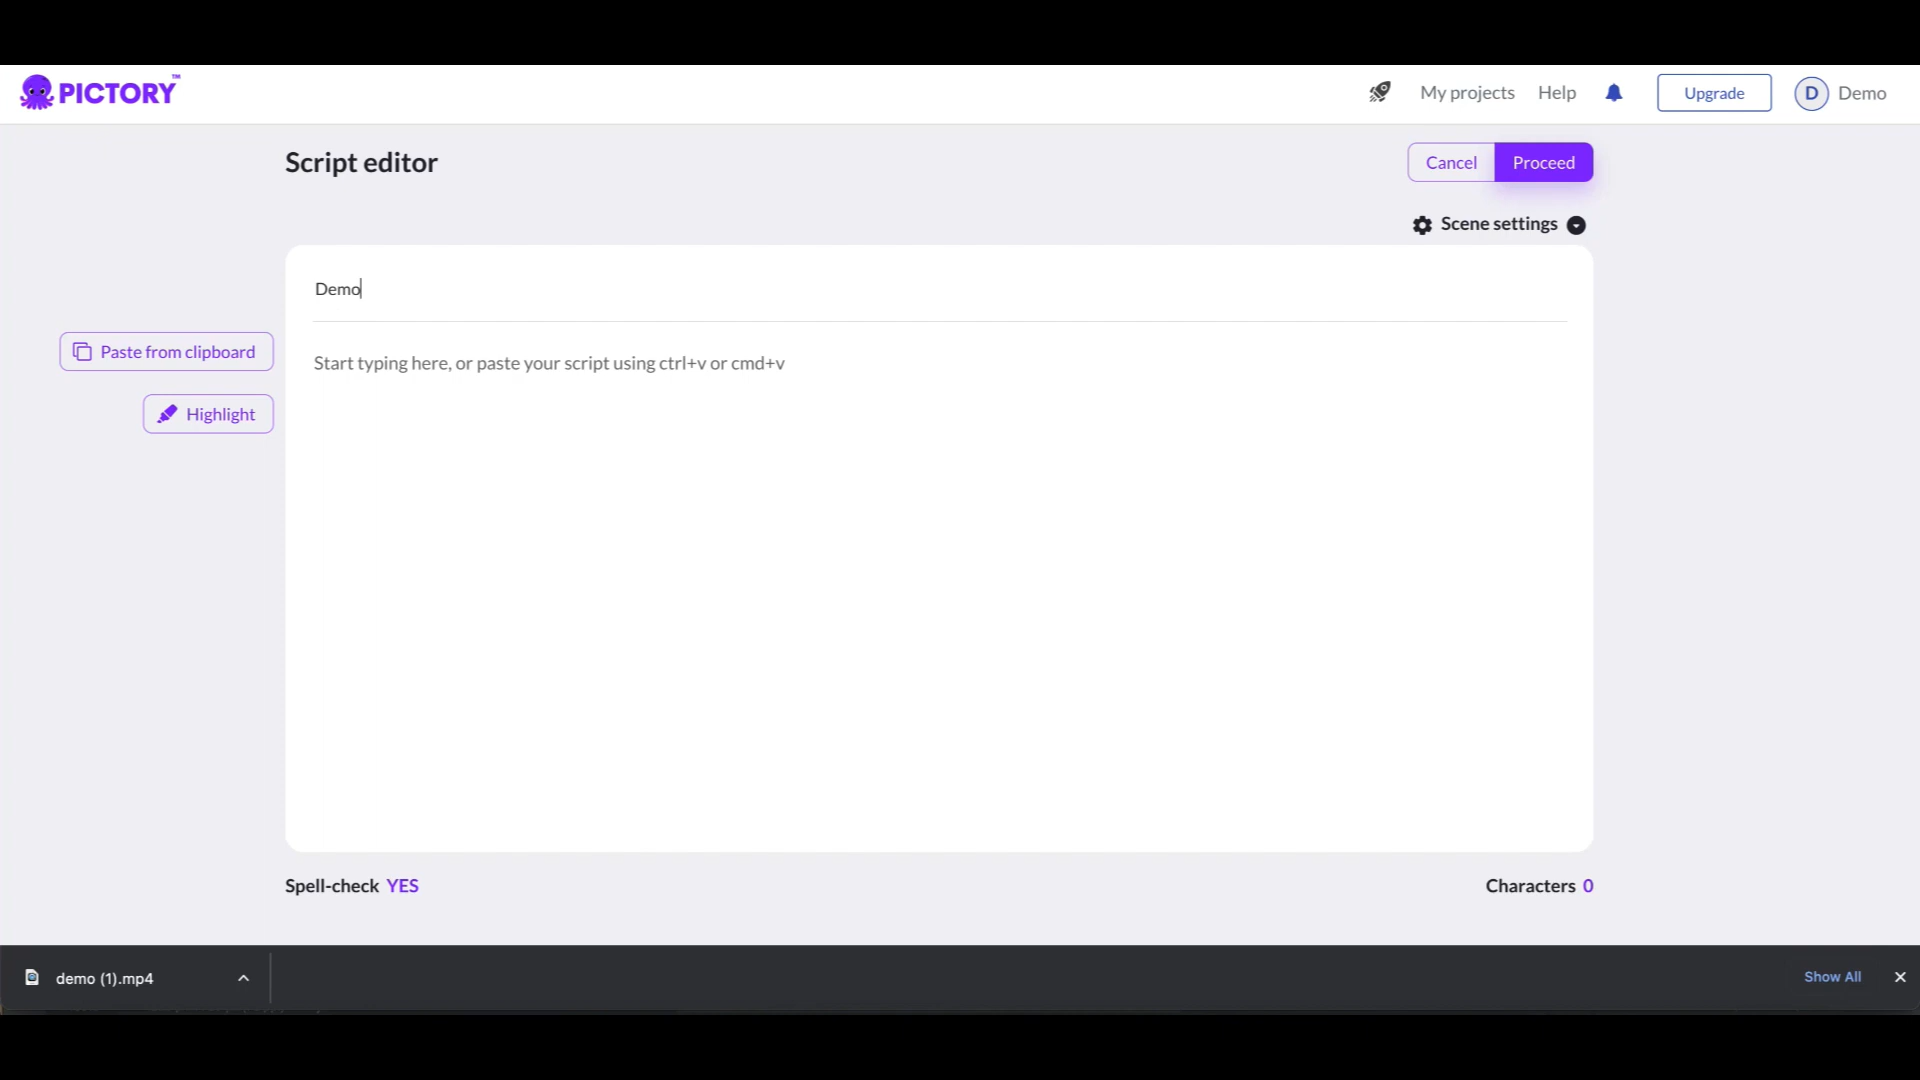 PICTORY™
My projects
Help
Upgrade
D
Demo
Script editor
Cancel
Proceed
Scene settings
Demo
Paste from clipboard
Start typing here, or paste your script using ctrl+v or cmd+v
Highlight
Spell-check YES
Characters 0
demo (1).mp4
Show All